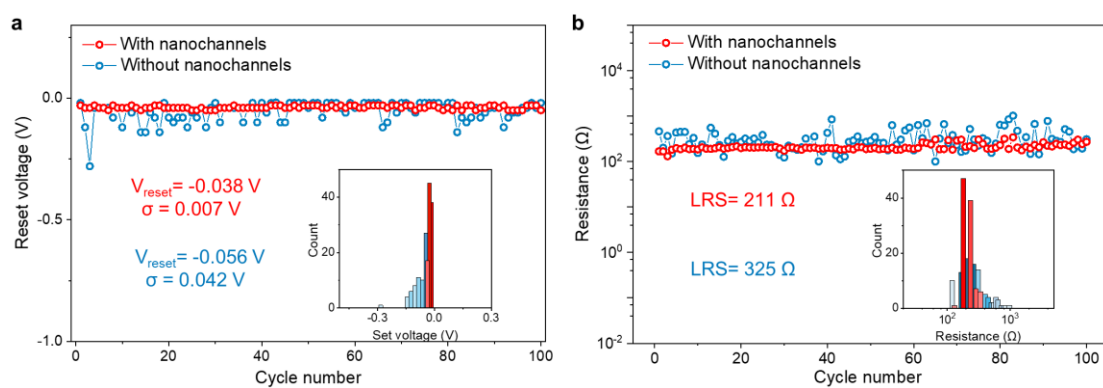 a
With nanochannels
Without nanochannels
0.0
-0.5
-1.0
Reset voltage (V)
V_reset= -0.038 V
σ = 0.007 V
V_reset= -0.056 V
σ = 0.042 V
40
20
0
Count
-0.3
0.0
0.3
Set voltage (V)
0
20
40
60
80
100
Cycle number
b
With nanochannels
Without nanochannels
10^4
10^2
10^0
10^-2
Resistance (Ω)
LRS= 211 Ω
LRS= 325 Ω
40
20
0
Count
10^2
10^3
Resistance (Ω)
0
20
40
60
80
100
Cycle number